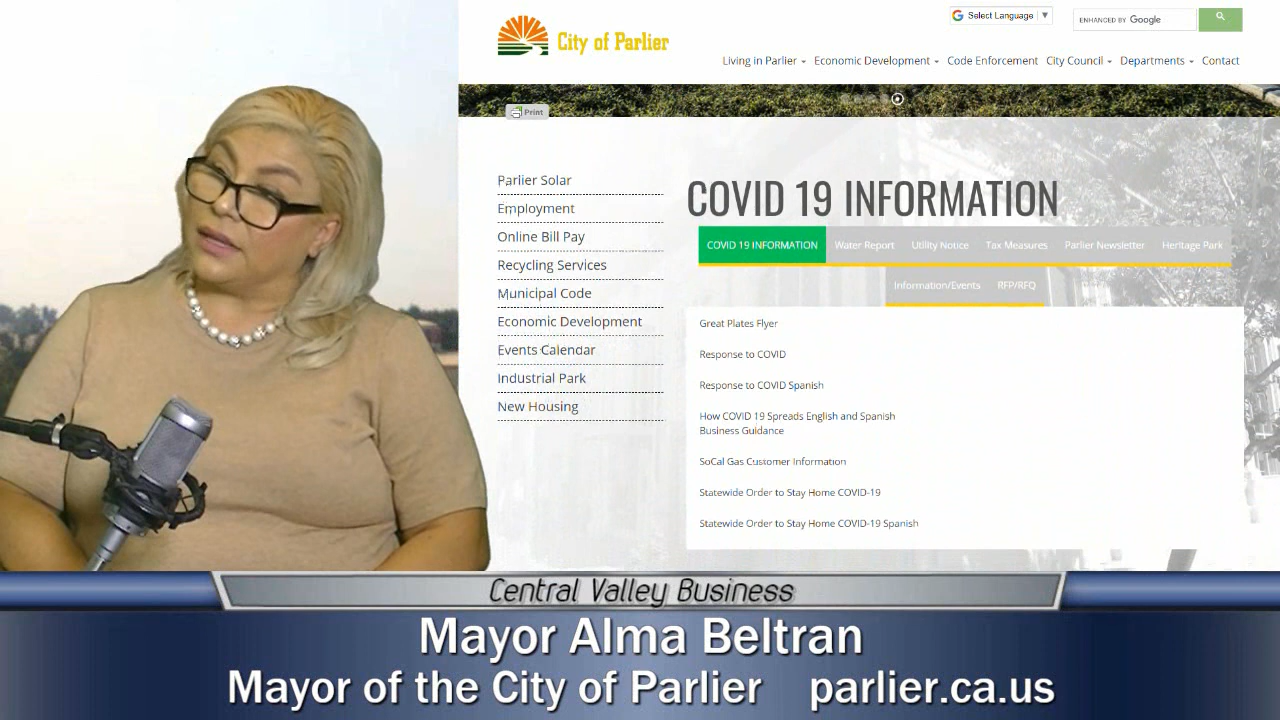 Select Language ▼
ENHANCED BY Google
City of Parlier
Living in Parlier Economic Development Code Enforcement City Council Departments Contact
Print
Parlier Solar
Employment
Online Bill Pay
Recycling Services
Municipal Code
Economic Development
Events Calendar
Industrial Park
New Housing
COVID 19 INFORMATION
COVID 19 INFORMATION Water Report Utility Notice Tax Measures Parlier Newsletter Heritage Park
Information/Events RFP/RFQ
Great Plates Flyer
Response to COVID
Response to COVID Spanish
How COVID 19 Spreads English and Spanish
Business Guidance
SoCal Gas Customer Information
Statewide Order to Stay Home COVID-19
Statewide Order to Stay Home COVID-19 Spanish
Central Valley Business
Mayor Alma Beltran
Mayor of the City of Parlier parlier.ca.us